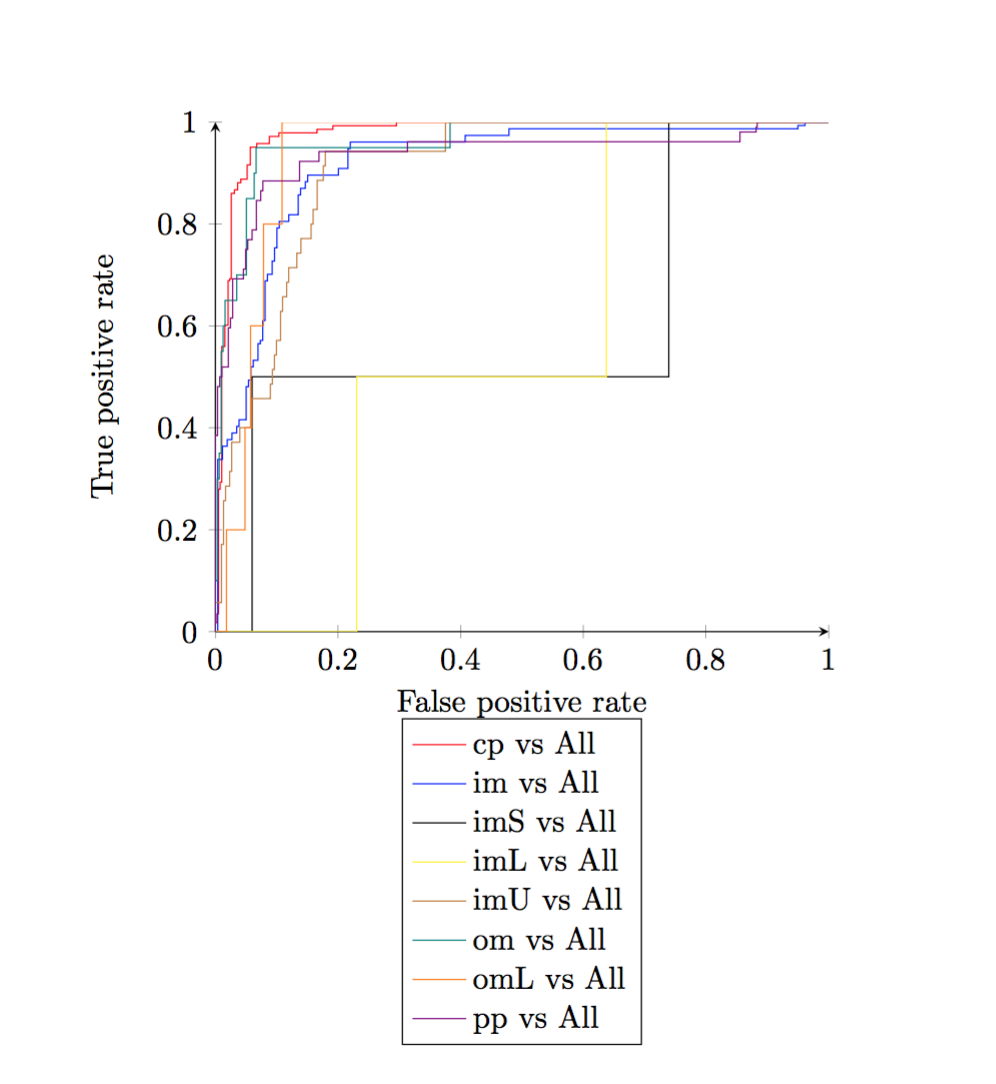 1
0.8
0.6
0.4
0.2
0
True positive rate
0 0.2 0.4 0.6 0.8 1
False positive rate
cp vs All
im vs All
imS vs All
imL vs All
imU vs All
om vs All
omL vs All
pp vs All